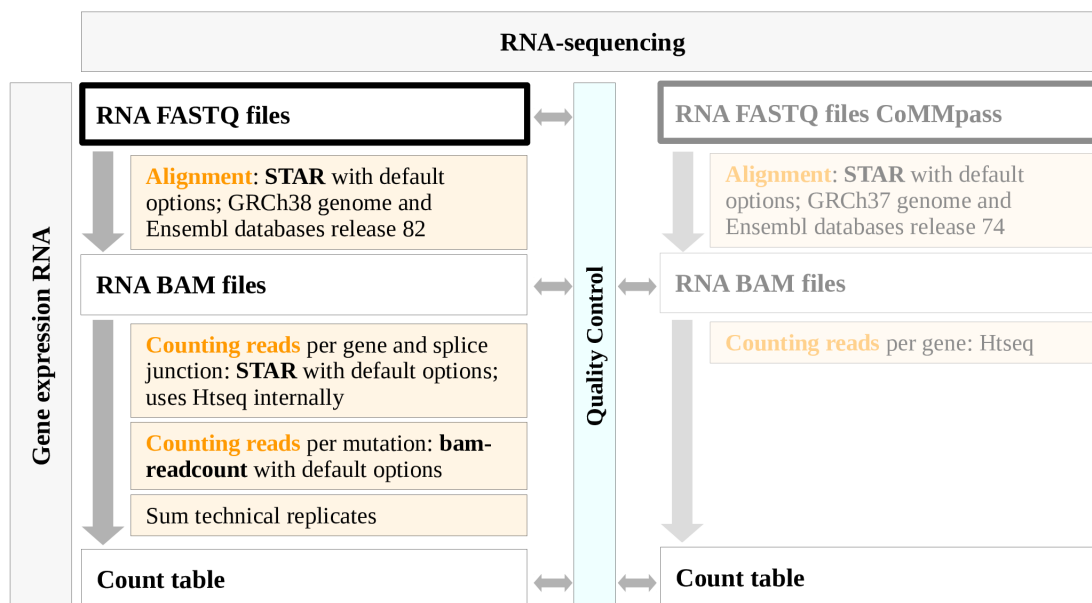 RNA-sequencing
Gene expression RNA
RNA FASTQ files
Alignment: STAR with default
options; GRCh38 genome and
Ensembl databases release 82
RNA BAM files
Counting reads per gene and splice
junction: STAR with default options;
uses Htseq internally
Counting reads per mutation: bam-
readcount with default options
Sum technical replicates
Count table
Quality Control
RNA FASTQ files CoMMpass
Alignment: STAR with default
options; GRCh37 genome and
Ensembl databases release 74
RNA BAM files
Counting reads per gene: Htseq
Count table